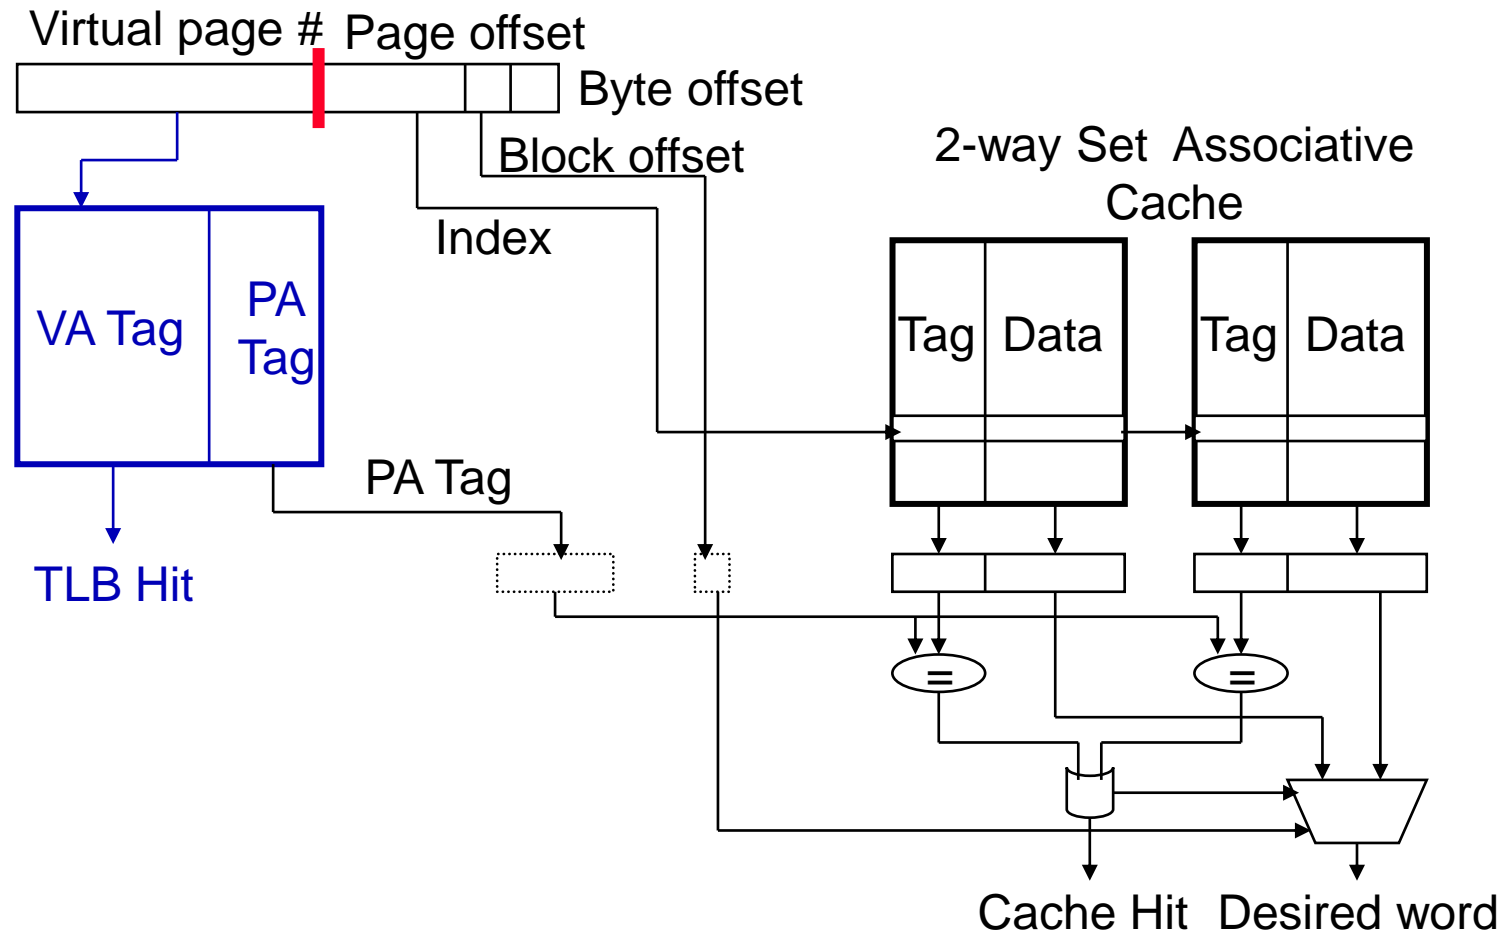 Virtual page # Page offset
Byte offset
Block offset
2-way Set Associative
Cache
Index
VA Tag
PA
Tag
Tag Data
Tag Data
PA Tag
TLB Hit
=
=
Cache Hit
Desired word